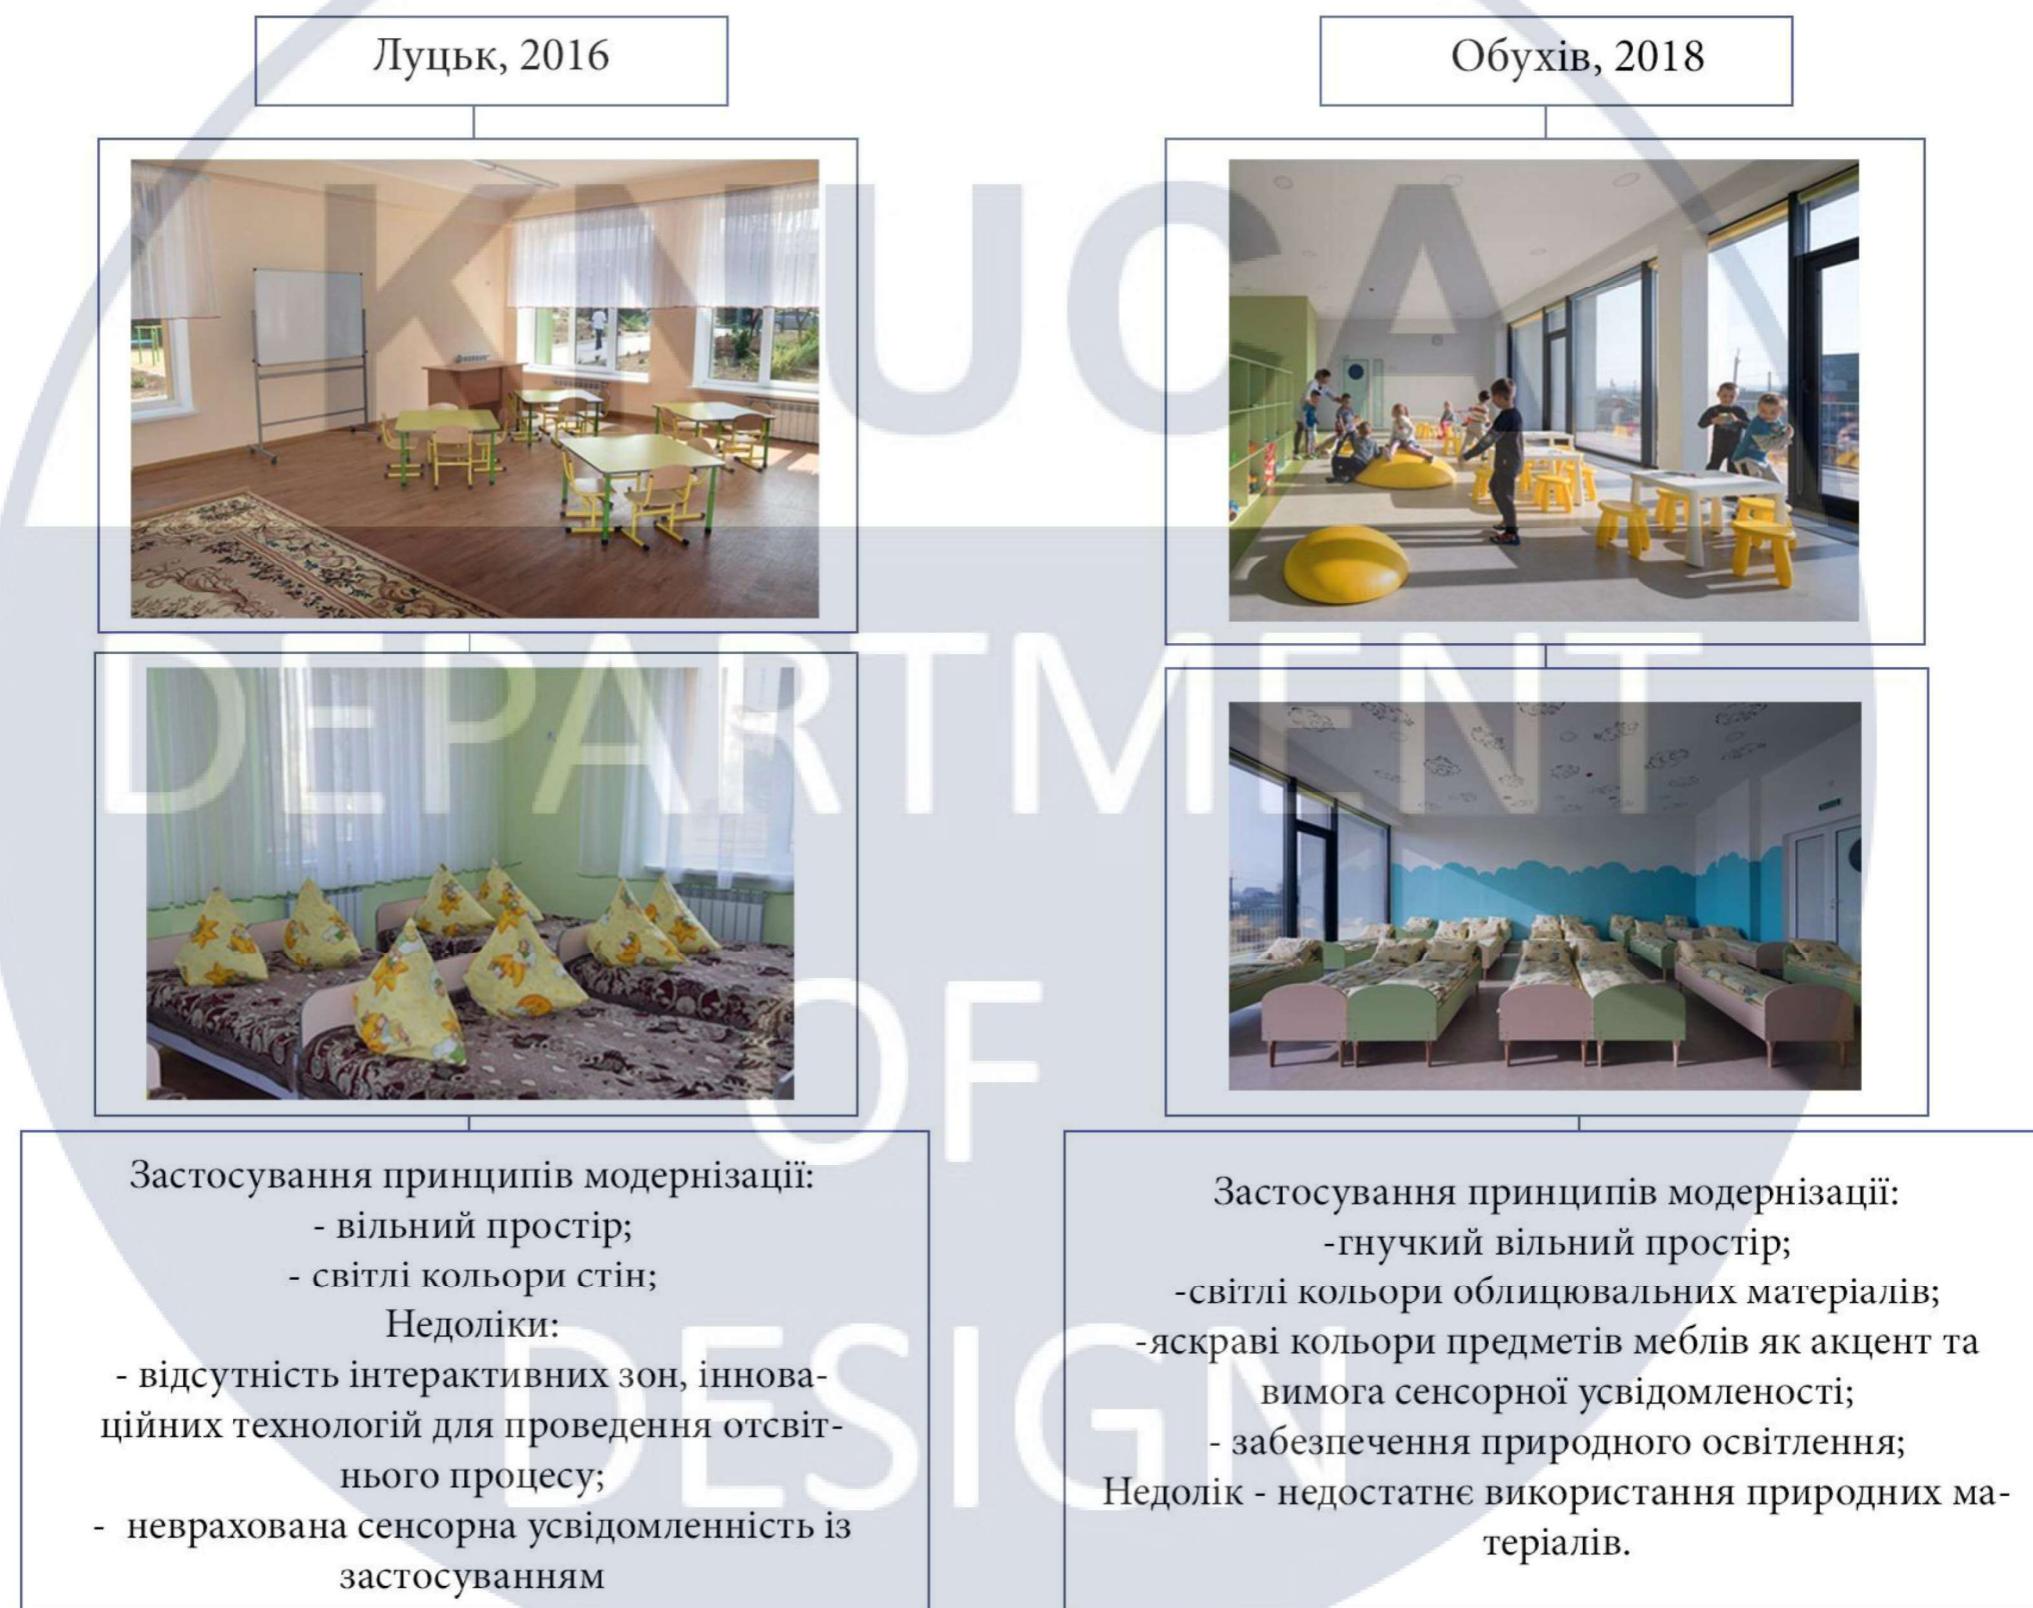 Луцьк, 2016
Обухів, 2018
KNUCA
DEPARTMENT
OF
DESIGN
Застосування принципів модернізації:
- вільний простір;
- світлі кольори стін;
Недоліки:
- відсутність інтерактивних зон, іннова-
ційних технологій для проведення отсвіт-
нього процесу;
- неврахована сенсорна усвідомленність із
застосуванням
Застосування принципів модернізації:
-гнучкий вільний простір;
-світлі кольори облицювальних матеріалів;
-яскраві кольори предметів меблів як акцент та
вимога сенсорної усвідомленості;
- забезпечення природного освітлення;
Недолік - недостатнє використання природних ма-
теріалів.